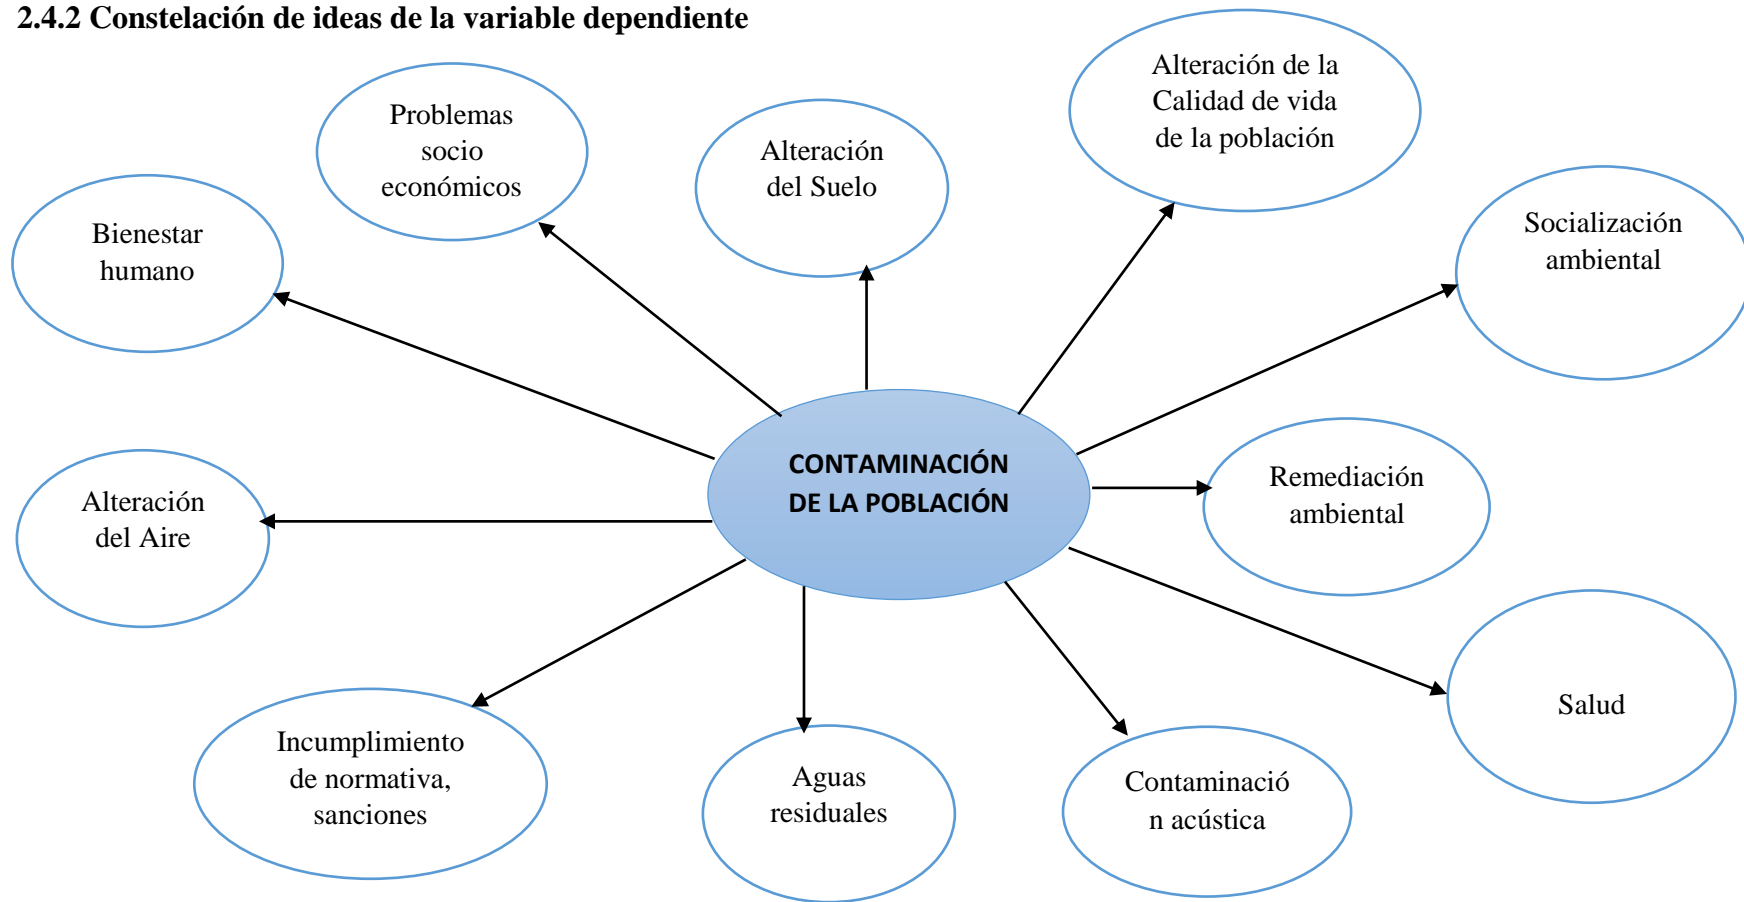 2.4.2 Constelación de ideas de la variable dependiente
Alteración de la
Calidad de vida
de la población
Problemas
socio
económicos
Alteración
del Suelo
Bienestar
humano
Socialización
ambiental
CONTAMINACIÓN
DE LA POBLACIÓN
Remediación
ambiental
Alteración
del Aire
Salud
Incumplimiento
de normativa,
sanciones
Aguas
residuales
Contaminació
n acústica